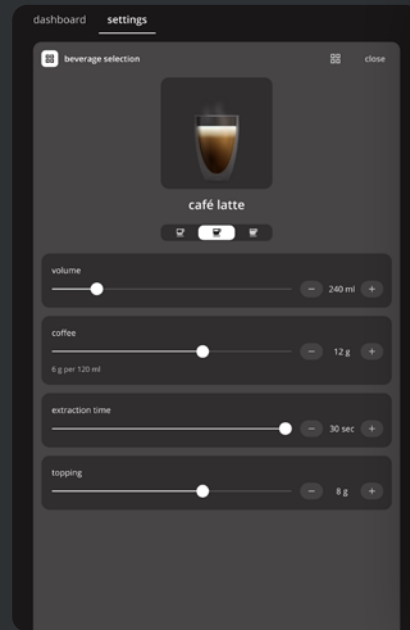 dashboard settings
beverage selection close
café latte
volume
240 ml
coffee
12 g
6 g per 120 ml
extraction time
30 sec
topping
8 g